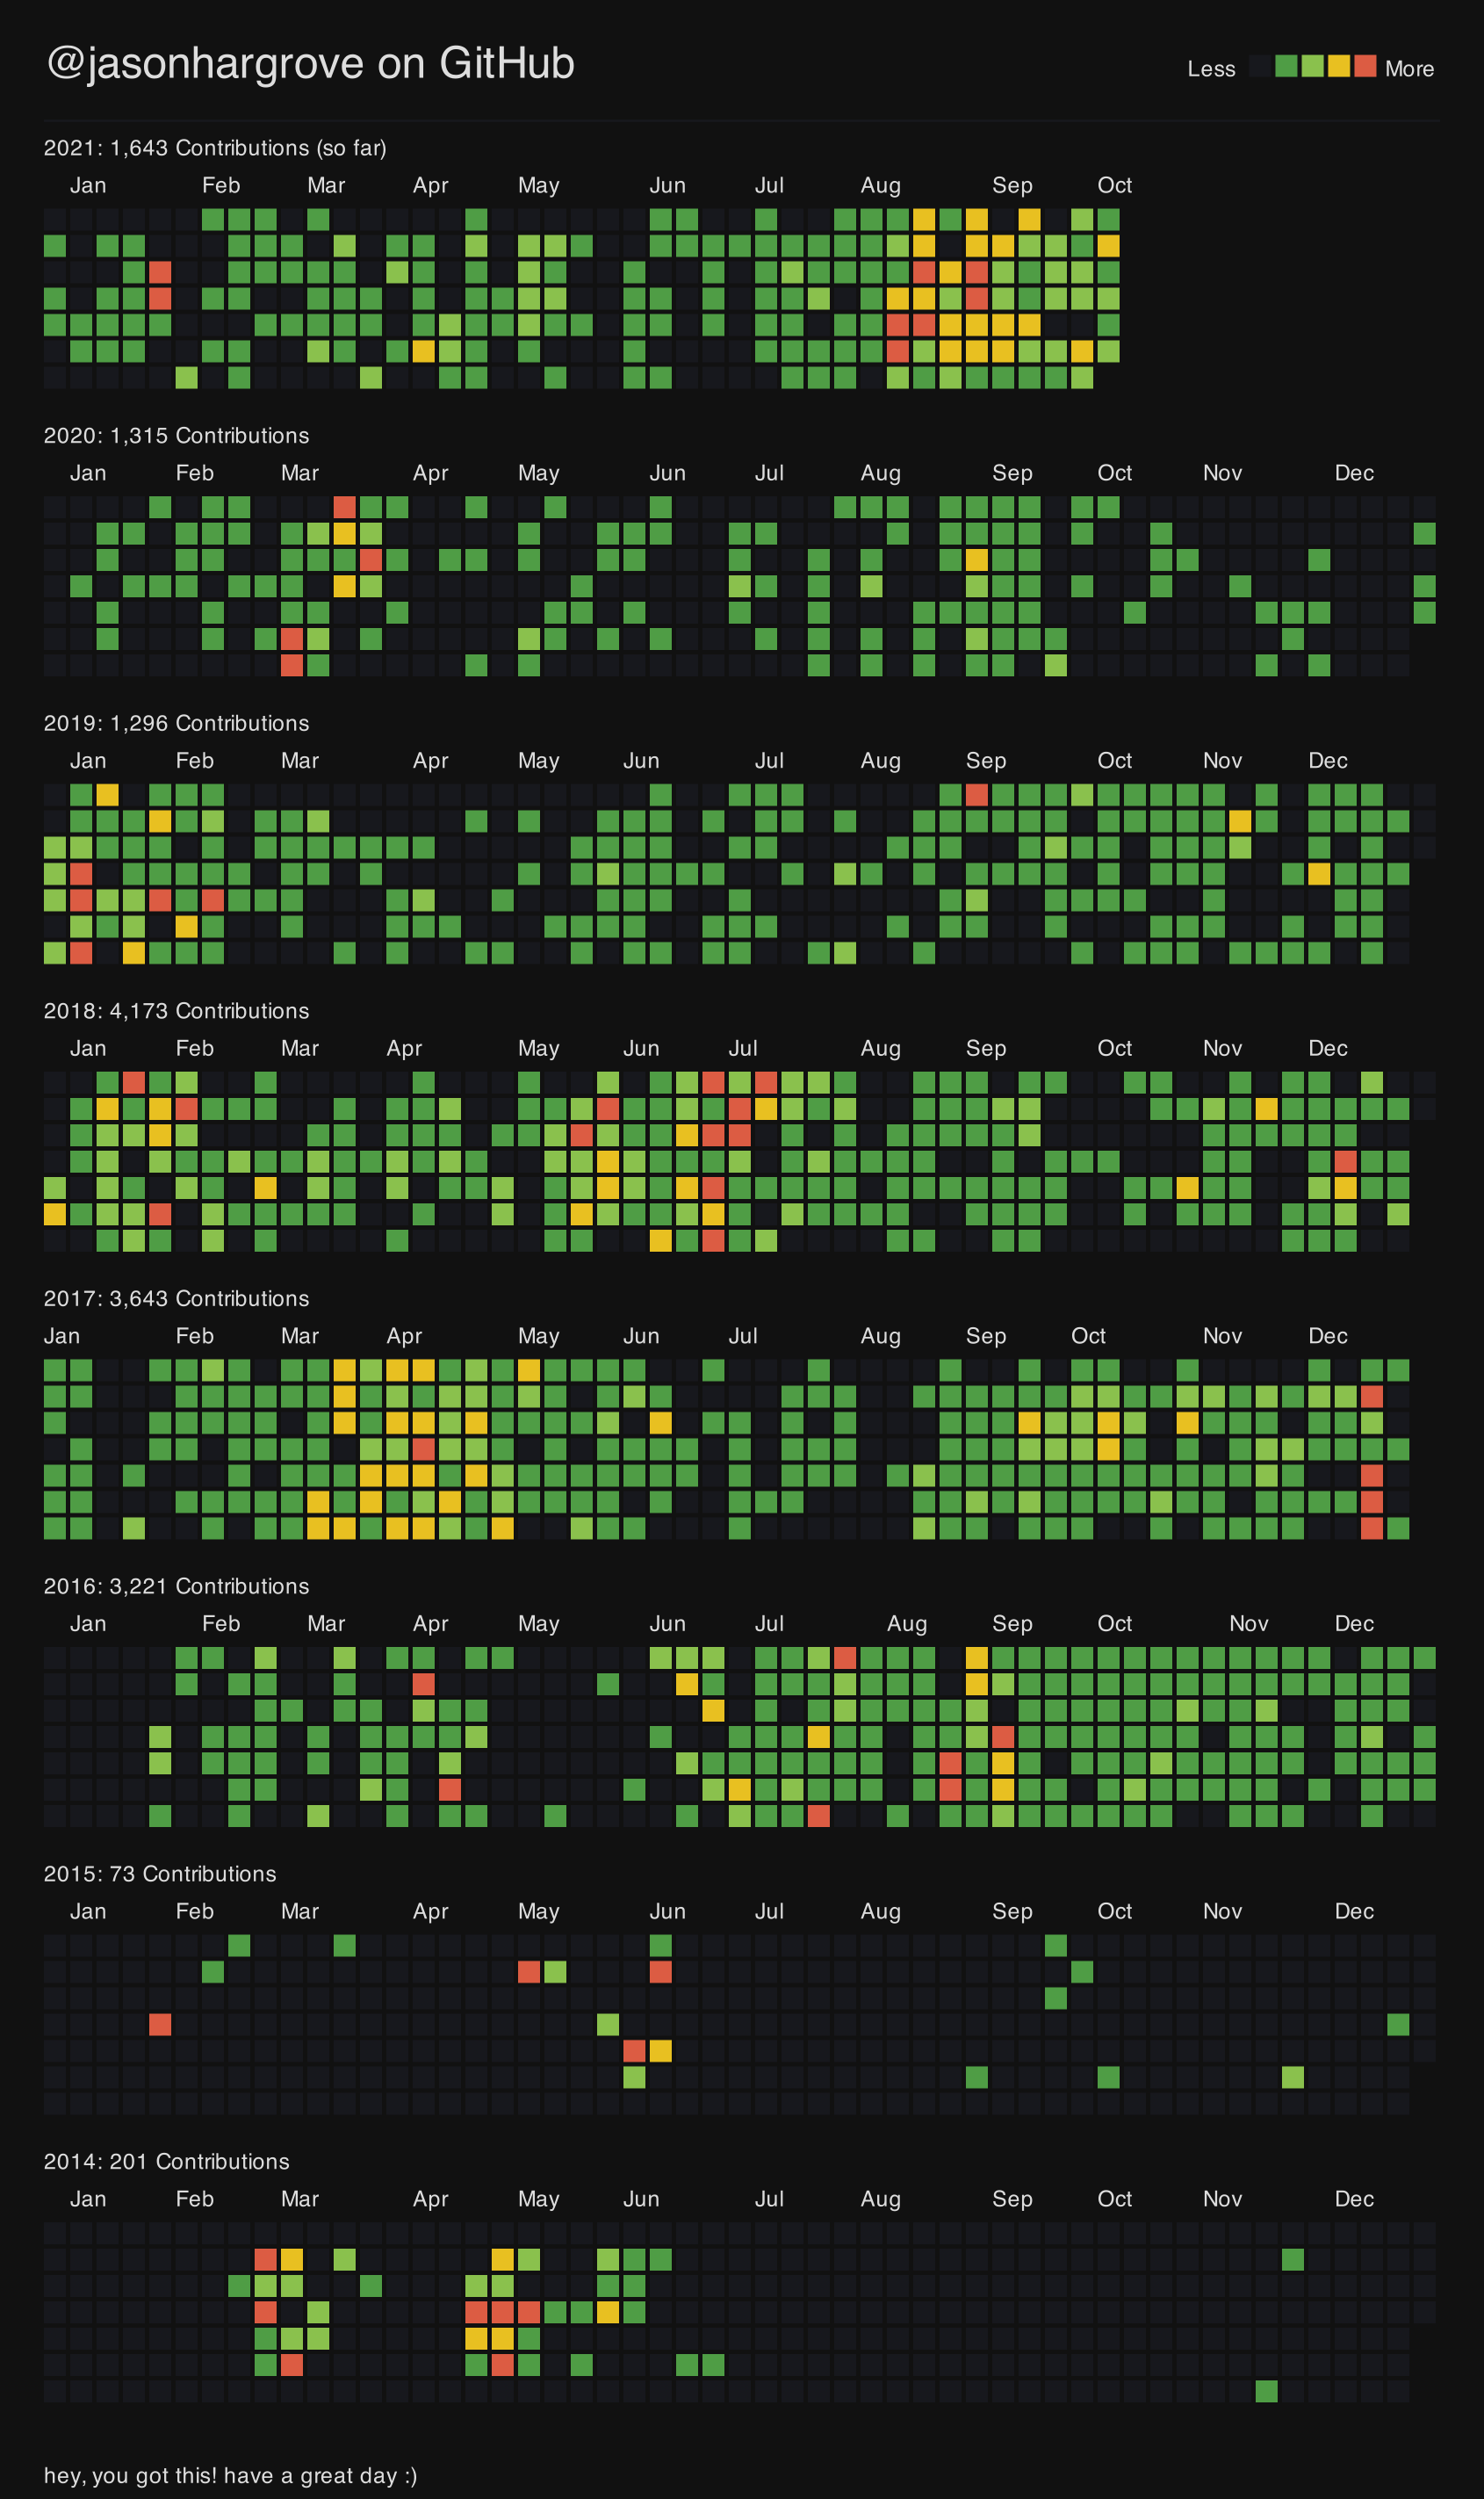 @jasonhargrove on GitHub
Less More
2021: 1,643 Contributions (so far)
Jan Feb Mar Apr May Jun Jul Aug Sep Oct
2020: 1,315 Contributions
Jan Feb Mar Apr May Jun Jul Aug Sep Oct Nov Dec
2019: 1,296 Contributions
Jan Feb Mar Apr May Jun Jul Aug Sep Oct Nov Dec
2018: 4,173 Contributions
Jan Feb Mar Apr May Jun Jul Aug Sep Oct Nov Dec
2017: 3,643 Contributions
Jan Feb Mar Apr May Jun Jul Aug Sep Oct Nov Dec
2016: 3,221 Contributions
Jan Feb Mar Apr May Jun Jul Aug Sep Oct Nov Dec
2015: 73 Contributions
Jan Feb Mar Apr May Jun Jul Aug Sep Oct Nov Dec
2014: 201 Contributions
Jan Feb Mar Apr May Jun Jul Aug Sep Oct Nov Dec
hey, you got this! have a great day :)